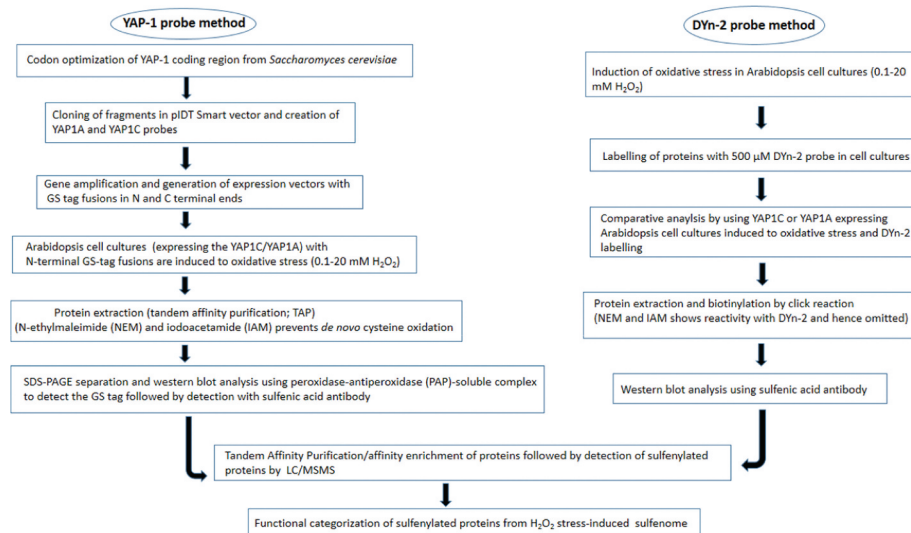 YAP-1 probe method
Codon optimization of YAP-1 coding region from Saccharomyces cerevisiae
Cloning of fragments in pIDT Smart vector and creation of
YAP1A and YAP1C probes
Gene amplification and generation of expression vectors with
GS tag fusions in N and C terminal ends
Arabidopsis cell cultures (expressing the YAP1C/YAP1A) with
N-terminal GS-tag fusions are induced to oxidative stress (0.1-20 mM H₂O₂)
Protein extraction (tandem affinity purification; TAP)
(N-ethylmaleimide (NEM) and iodoacetamide (IAM) prevents de novo cysteine oxidation
SDS-PAGE separation and western blot analysis using peroxidase-antiperoxidase (PAP)-soluble complex
to detect the GS tag followed by detection with sulfenic acid antibody
DYn-2 probe method
Induction of oxidative stress in Arabidopsis cell cultures (0.1-20
mM H₂O₂)
Labelling of proteins with 500 µM DYn-2 probe in cell cultures
Comparative anaylsis by using YAP1C or YAP1A expressing
Arabidopsis cell cultures induced to oxidative stress and DYn-2
labelling
Protein extraction and biotinylation by click reaction
(NEM and IAM shows reactivity with DYn-2 and hence omitted)
Western blot analysis using sulfenic acid antibody
Tandem Affinity Purification/affinity enrichment of proteins followed by detection of sulfenylated
proteins by LC/MSMS
Functional categorization of sulfenylated proteins from H₂O₂ stress-induced sulfenome